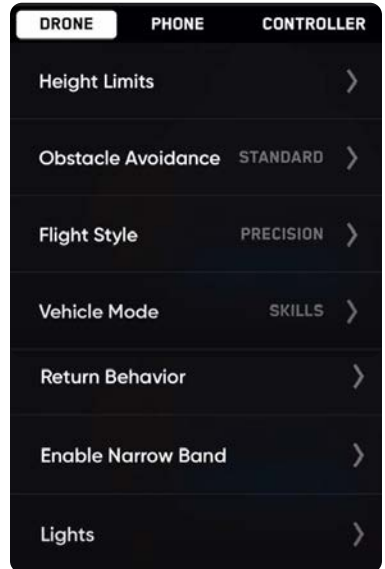 DRONE PHONE CONTROLLER
Height Limits
Obstacle Avoidance STANDARD
Flight Style PRECISION
Vehicle Mode SKILLS
Return Behavior
Enable Narrow Band
Lights